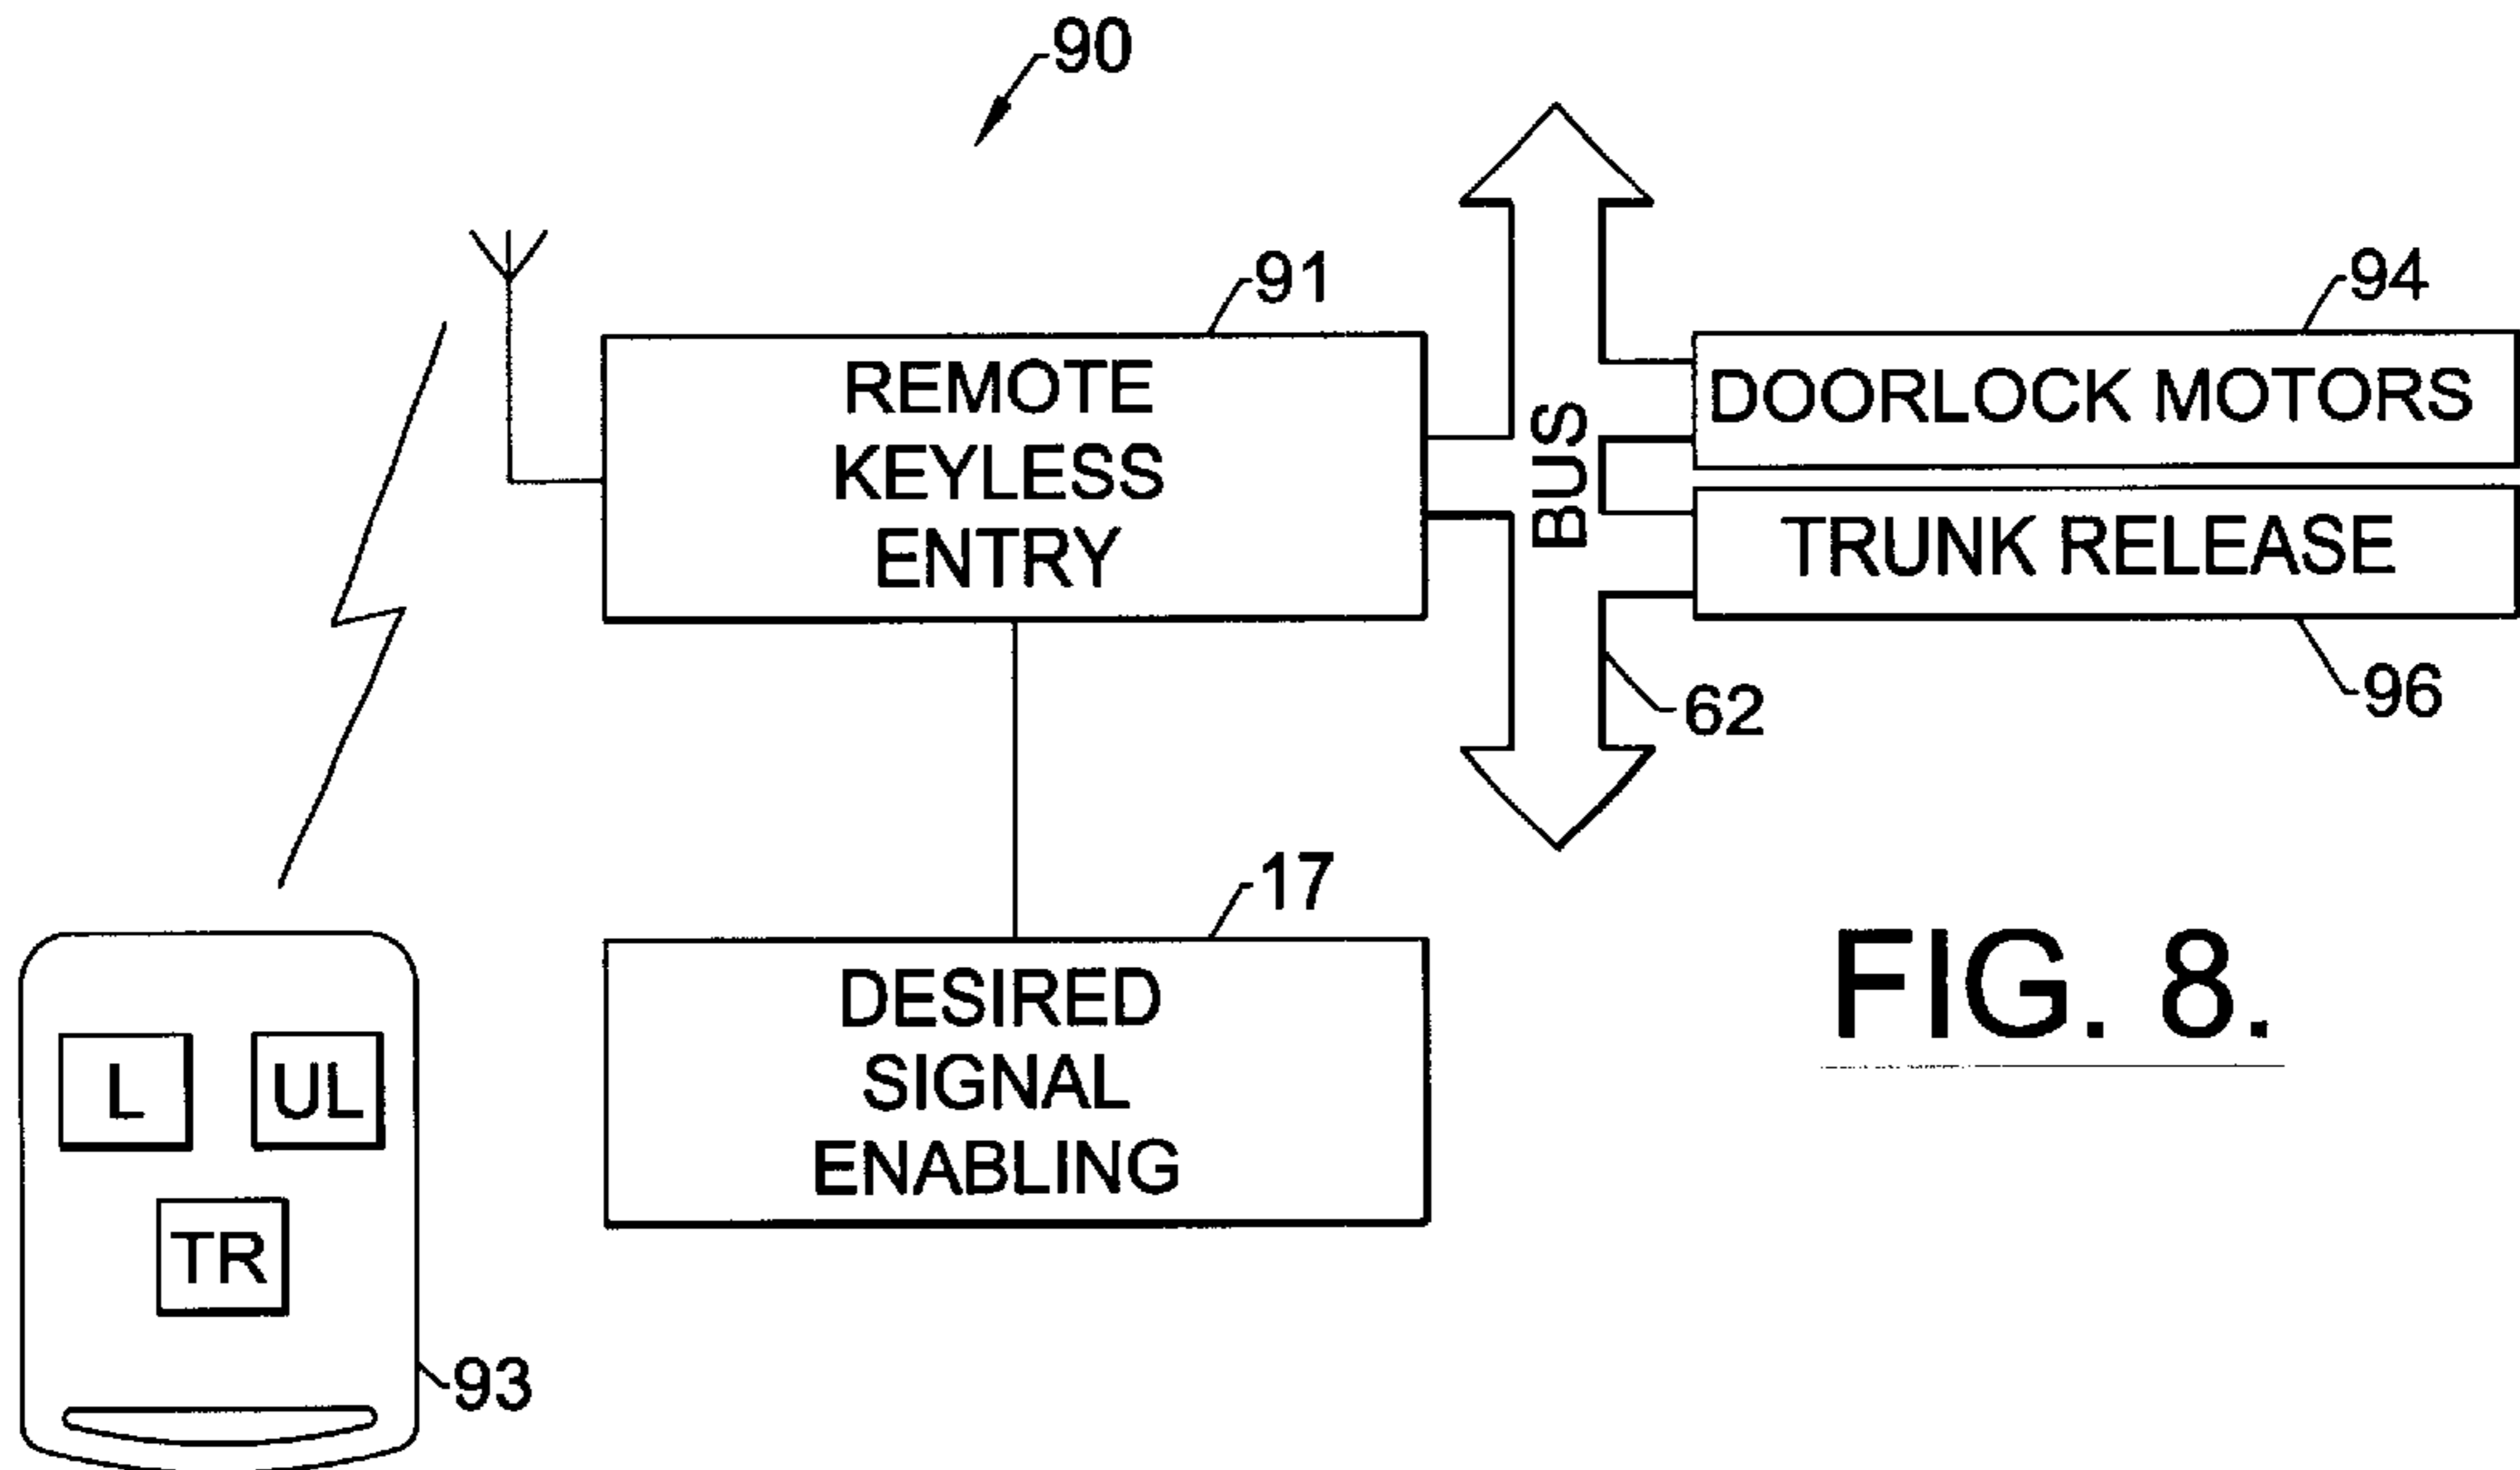 90
91
REMOTE
KEYLESS
ENTRY
BUS
94
DOORLOCK MOTORS
TRUNK RELEASE
96
62
17
DESIRED
SIGNAL
ENABLING
L
UL
TR
93
FIG. 8.